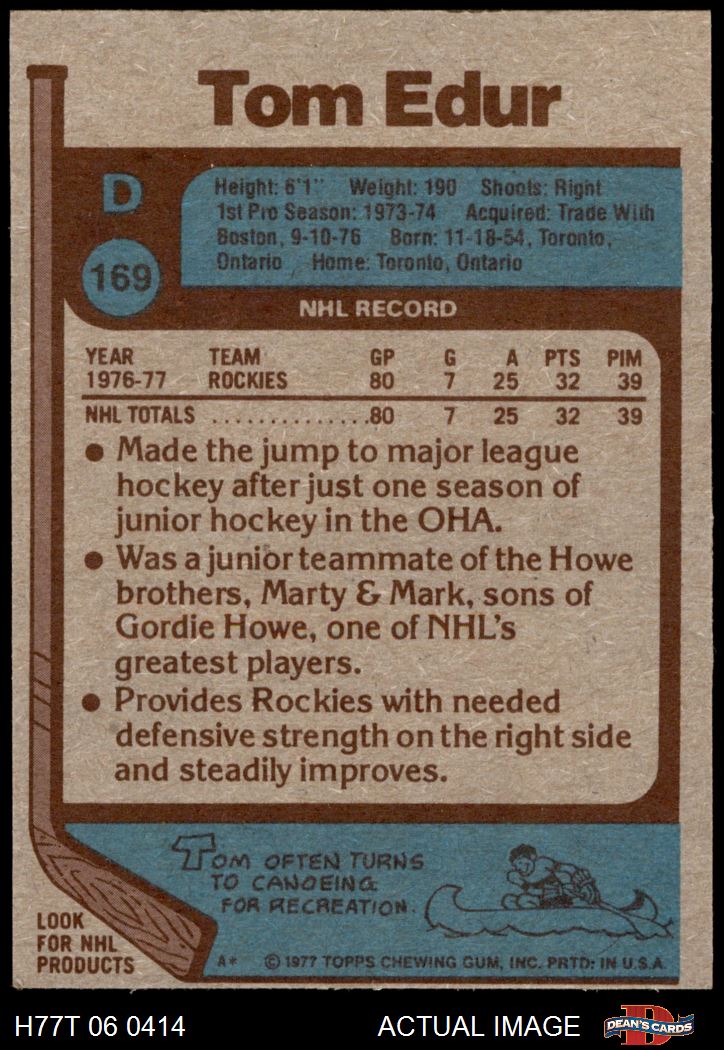 Tom Edur
D
169
Height: 6'1" Weight: 190 Shoots: Right
1st Pro Season: 1973-74 Acquired: Trade With
Boston, 9-10-76 Born: 11-18-54, Toronto,
Ontario Home: Toronto, Ontario
NHL RECORD
YEAR TEAM GP G A PTS PIM
1976-77 ROCKIES 80 7 25 32 39
NHL TOTALS ..............80 7 25 32 39
• Made the jump to major league
hockey after just one season of
junior hockey in the OHA.
• Was a junior teammate of the Howe
brothers, Marty & Mark, sons of
Gordie Howe, one of NHL's
greatest players.
• Provides Rockies with needed
defensive strength on the right side
and steadily improves.
TOM OFTEN TURNS
TO CANOEING
FOR RECREATION.
LOOK
FOR NHL
PRODUCTS
A* © 1977 TOPPS CHEWING GUM, INC. PRTD: IN U.S.A.
H77T 06 0414 ACTUAL IMAGE D DEAN'S CARDS